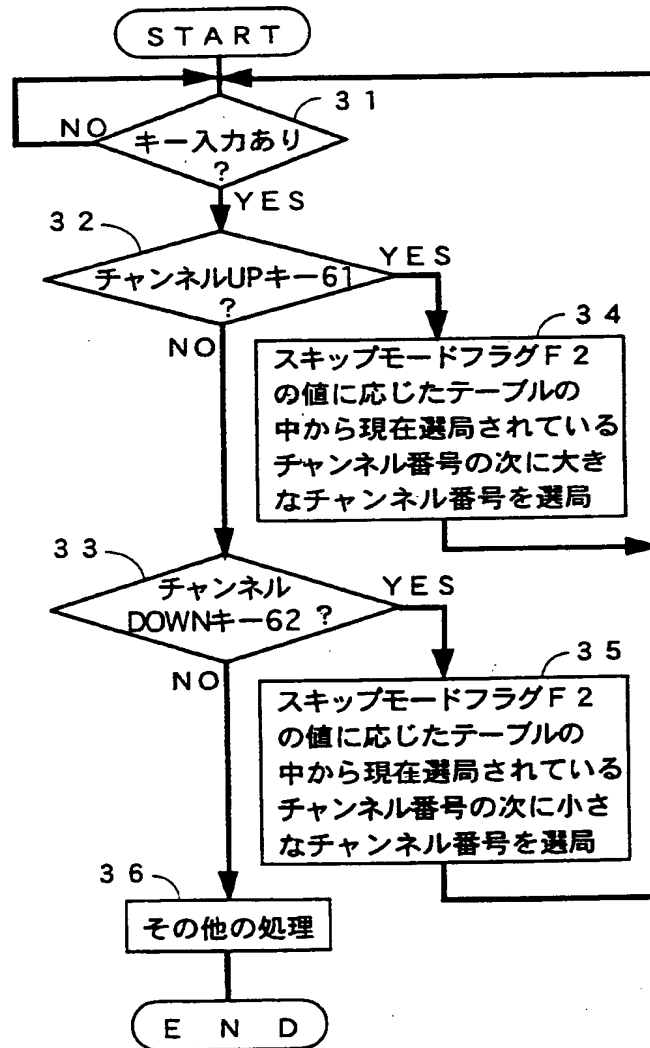 START
31
NO
キー入力あり
?
YES
32
チャンネルUPキー61
?
YES
NO
34
スキップモードフラグF2
の値に応じたテーブルの
中から現在選局されている
チャンネル番号の次に大き
なチャンネル番号を選局
33
チャンネル
DOWNキー62 ?
YES
NO
35
スキップモードフラグF2
の値に応じたテーブルの
中から現在選局されている
チャンネル番号の次に小さ
なチャンネル番号を選局
36
その他の処理
END